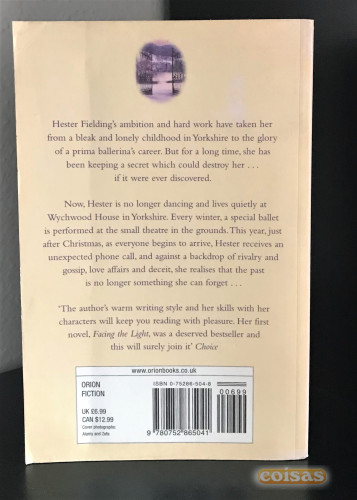 Hester Fielding's ambition and hard work have taken her
from a bleak and lonely childhood in Yorkshire to the glory
of a prima ballerina's career. But for a long time, she has
been keeping a secret which could destroy her . . .
if it were ever discovered.
Now, Hester is no longer dancing and lives quietly at
Wychwood House in Yorkshire. Every winter, a special ballet
is performed at the small theatre in the grounds. This year, just
after Christmas, as everyone begins to arrive, Hester receives an
unexpected phone call, and against a backdrop of rivalry and
gossip, love affairs and deceit, she realises that the past
is no longer something she can forget . . .
'The author's warm writing style and her skills with her
characters will keep you reading with pleasure. Her first
novel, Facing the Light, was a deserved bestseller and
this will surely join it' Choice
www.orionbooks.co.uk
ORION
FICTION
UK £6.99
CAN $12.99
Cover photographs:
Alamy and Zefa
ISBN 0-75286-504-8
00699
9 780752 865041
coisas